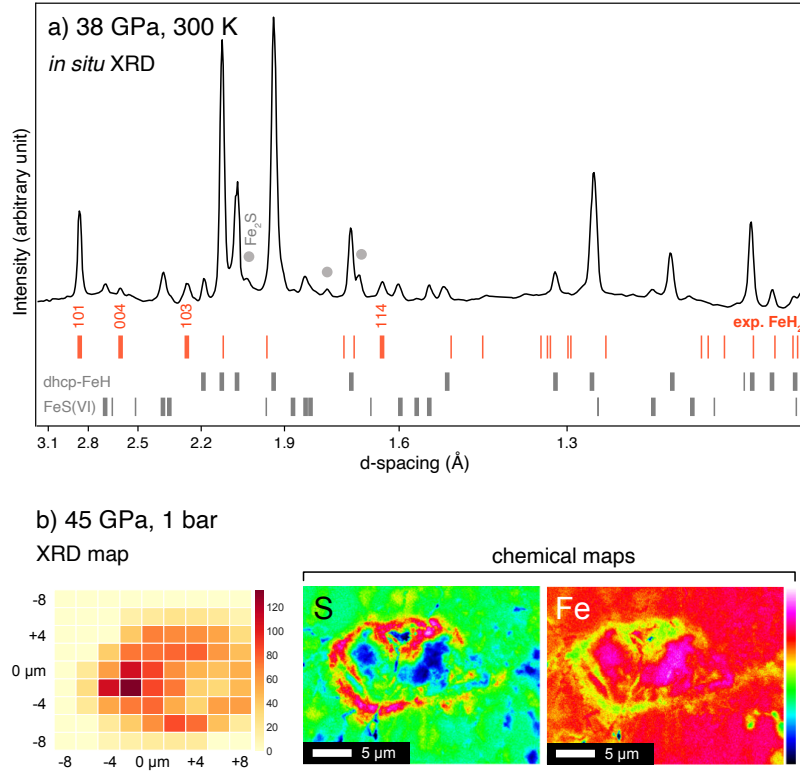 a) 38 GPa, 300 K
in situ XRD
Intensity (arbitrary unit)
Fe2S
101
004
103
114
exp. FeH2
dhcp-FeH
FeS(VI)
3.1 2.8 2.5 2.2 1.9 1.6 1.3
d-spacing (Å)
b) 45 GPa, 1 bar
XRD map
chemical maps
-8
+4
0 µm
-4
-8
-8 -4 0 µm +4 +8
120
100
80
60
40
20
0
S
5 µm
Fe
5 µm